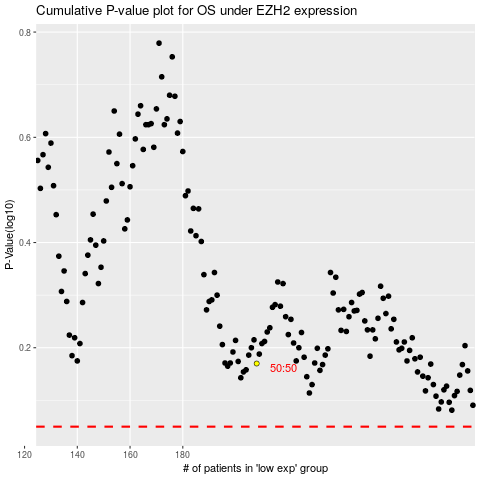 Cumulative P-value plot for OS under EZH2 expression
P-Value(log10)
0.8
0.6
0.4
0.2
50:50
120 140 160 180
# of patients in 'low exp' group